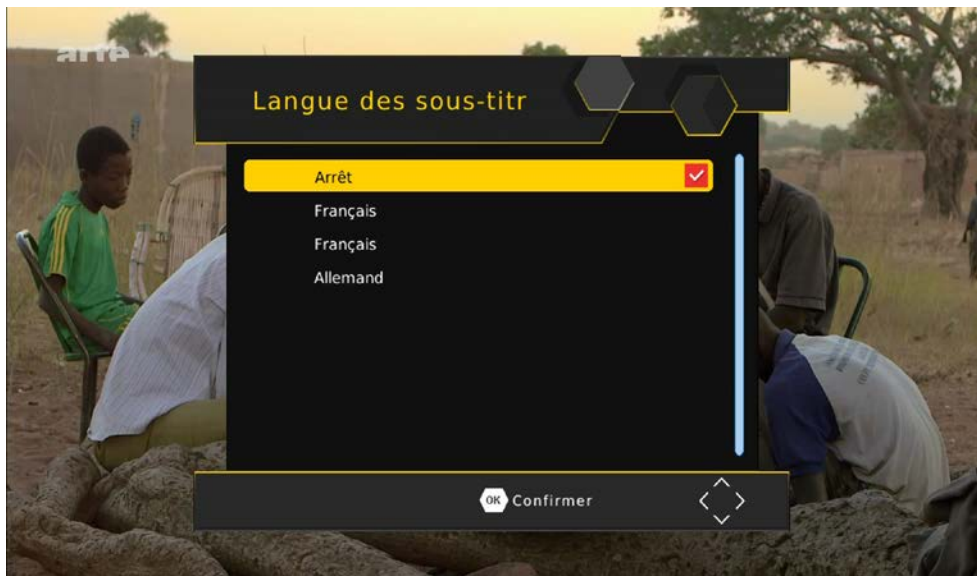 arte
Langue des sous-titr
Arrêt
Français
Français
Allemand
OK Confirmer